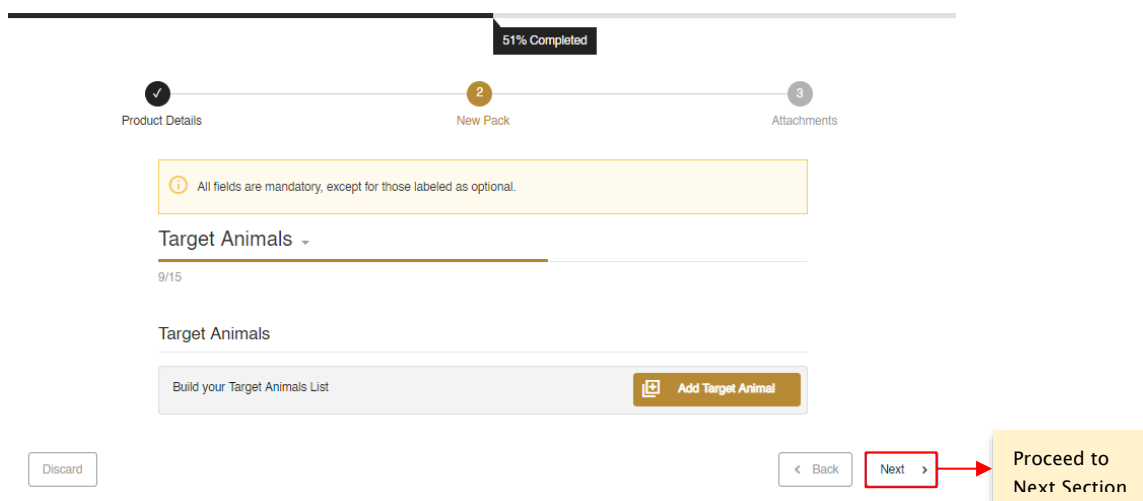 51% Completed
2
3
Product Details
New Pack
Attachments
All fields are mandatory, except for those labeled as optional.
Target Animals
9/15
Target Animals
Build your Target Animals List
Add Target Animal
Discard
Back
Next
Proceed to
Next Section